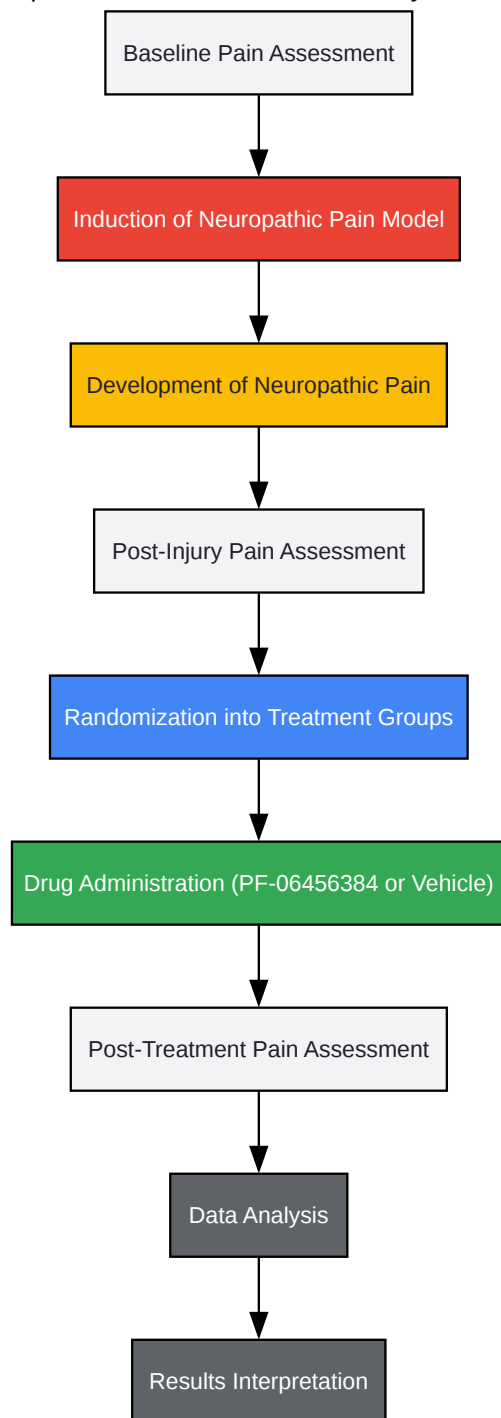 Baseline Pain Assessment
Induction of Neuropathic Pain Model
Development of Neuropathic Pain
Post-Injury Pain Assessment
Randomization into Treatment Groups
Drug Administration (PF-06456384 or Vehicle)
Post-Treatment Pain Assessment
Data Analysis
Results Interpretation